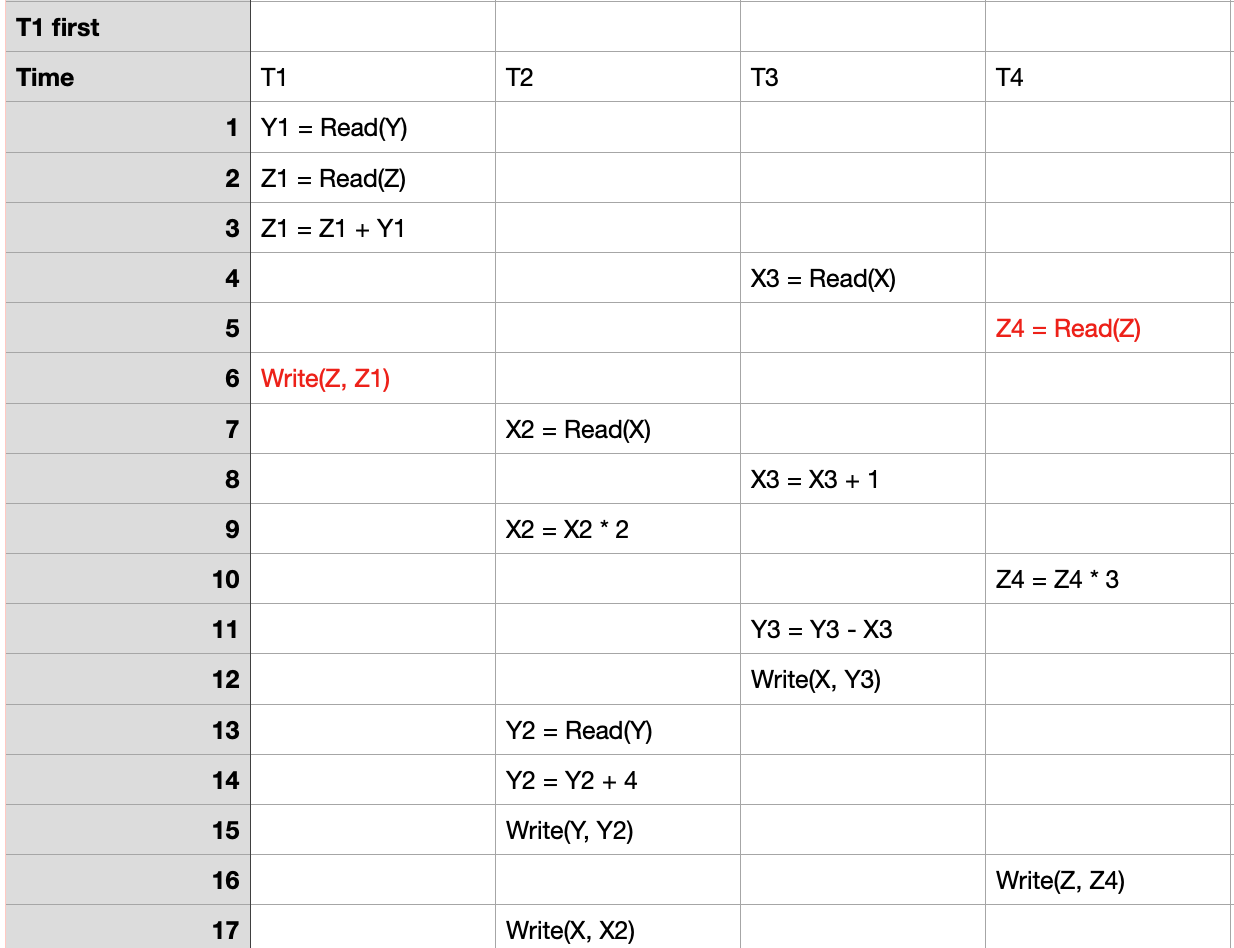 T1 first
Time T1 T2 T3 T4
1 Y1 = Read(Y)
2 Z1 = Read(Z)
3 Z1 = Z1 + Y1
4 X3 = Read(X)
5 Z4 = Read(Z)
6 Write(Z, Z1)
7 X2 = Read(X)
8 X3 = X3 + 1
9 X2 = X2 * 2
10 Z4 = Z4 * 3
11 Y3 = Y3 - X3
12 Write(X, Y3)
13 Y2 = Read(Y)
14 Y2 = Y2 + 4
15 Write(Y, Y2)
16 Write(Z, Z4)
17 Write(X, X2)